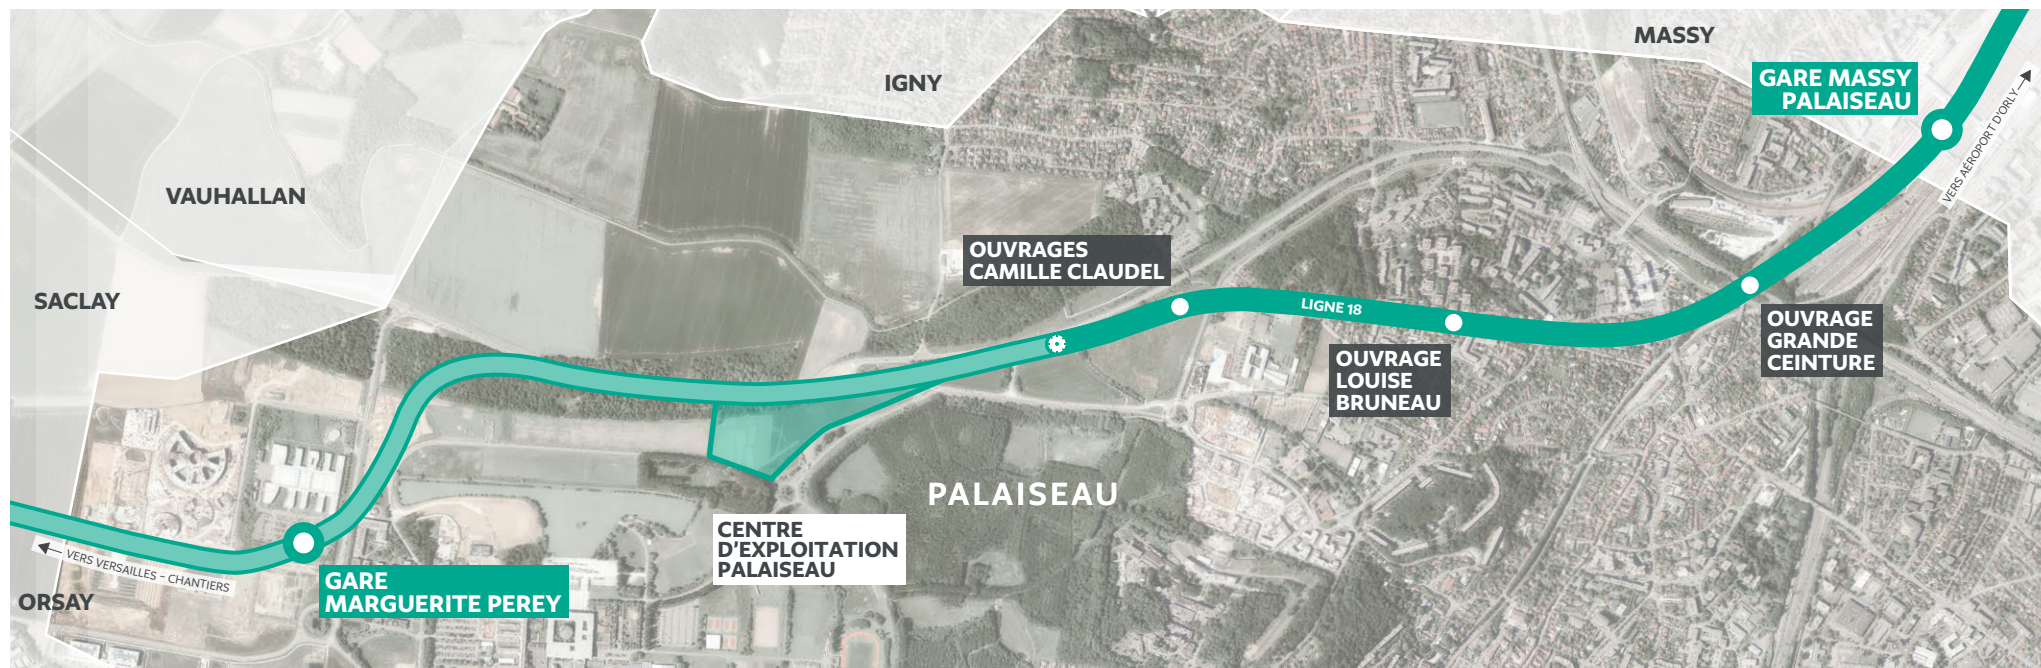 MASSY
IGNY
GARE MASSY
PALAISEAU
VERS AÉROPORT D'ORLY
VAUHALLAN
OUVRAGES
CAMILLE CLAUDEL
SACLAY
LIGNE 18
OUVRAGE
GRANDE
CEINTURE
OUVRAGE
LOUISE
BRUNEAU
PALAISEAU
CENTRE
D'EXPLOITATION
PALAISEAU
VERS VERSAILLES – CHANTIERS
GARE
MARGUERITE PEREY
ORSAY